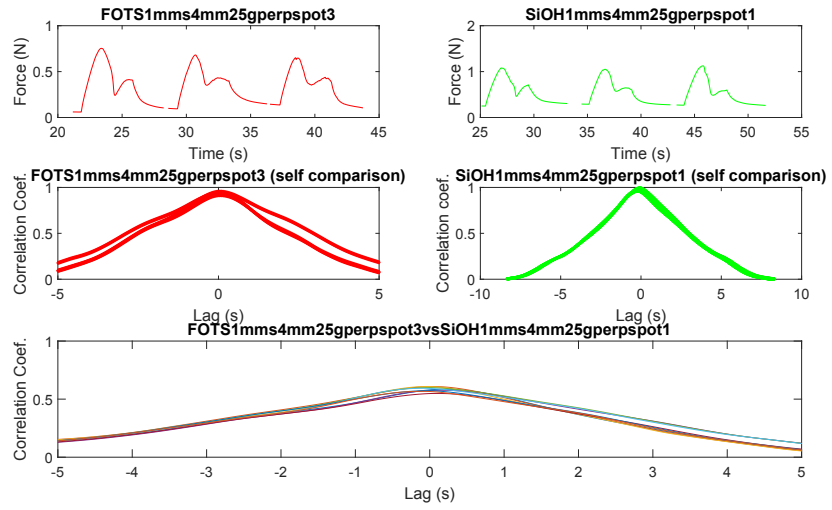 FOTS1mms4mm25gperpspot3
Force (N)
1
0.5
0
20 25 30 35 40 45
Time (s)
SiOH1mms4mm25gperpspot1
Force (N)
2
1
0
25 30 35 40 45 50 55
Time (s)
FOTS1mms4mm25gperpspot3 (self comparison)
Correlation Coef.
1
0.5
0
-5 0 5
Lag (s)
SiOH1mms4mm25gperpspot1 (self comparison)
Correlation coef.
1
0.5
0
-10 -5 0 5 10
Lag (s)
FOTS1mms4mm25gperpspot3vsSiOH1mms4mm25gperpspot1
Correlation Coef.
1
0.5
0
-5 -4 -3 -2 -1 0 1 2 3 4 5
Lag (s)